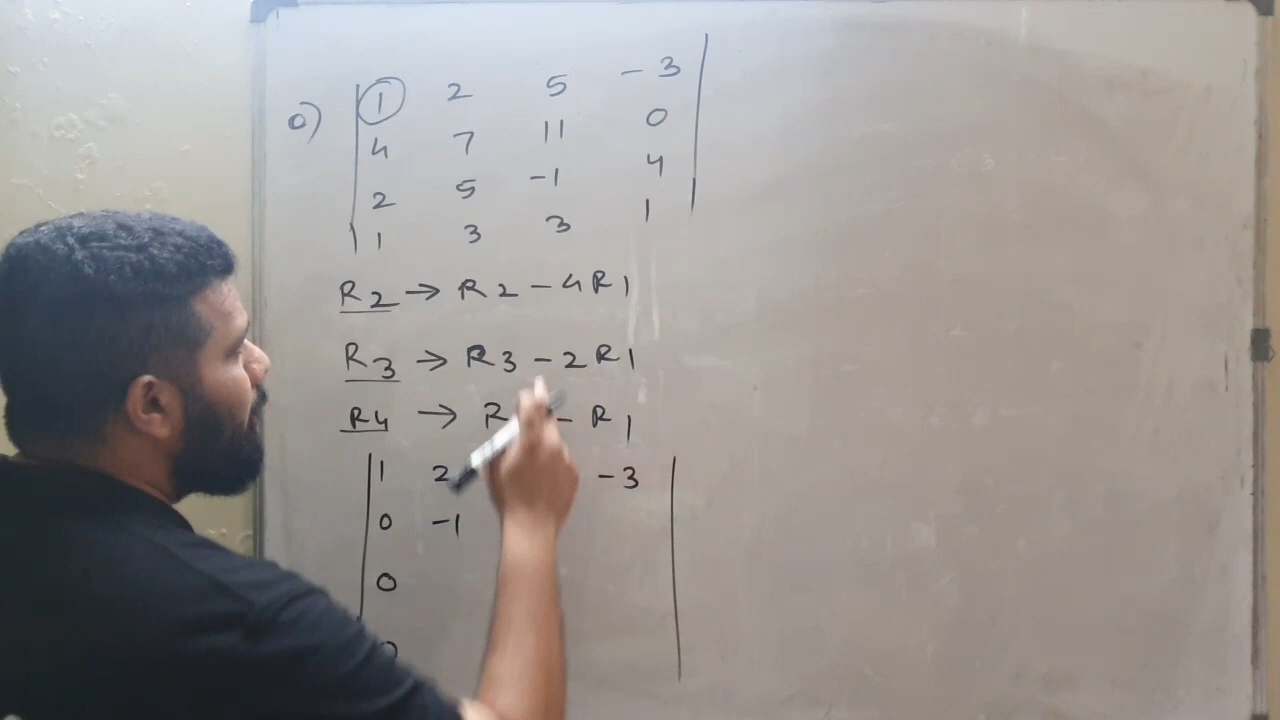 a) 1 2 5 -3
4 7 11 0
2 5 -1 4
1 3 3 1
R2 → R2 - 4R1
R3 → R3 - 2R1
R4 → R - R1
1 2 -3
0 -1
0